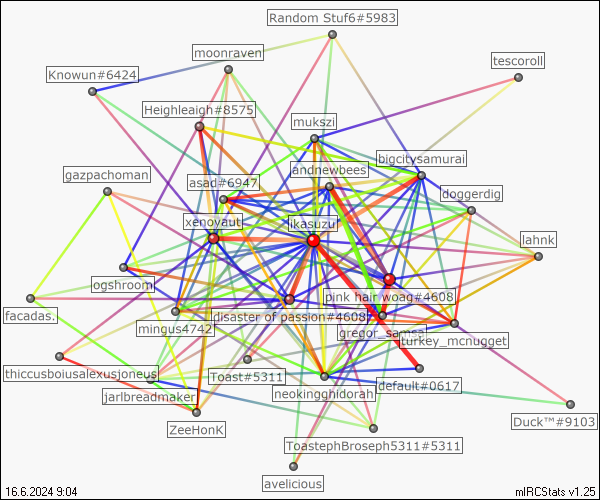 Random Stuf6#5983
moonraven
tescoroll
Knowun#6424
Heighleaigh#8575
mukszi
bigcitysamurai
andnewbees
gazpachoman
asad#6947
doggerdig
xenovaut
ikasuzu
lahnk
ogshroom
pink hair woag#4608
facadas.
disaster of passion#4608
mingus4742
gregor_samsa
turkey_mcnugget
thiccusboiusalexusjoneus
Toast#5311
default#0617
jarlbreadmaker
neokingghidorah
Duck™#9103
ZeeHonK
ToastephBroseph5311#5311
avelicious
16.6.2024 9:04
mIRCStats v1.25